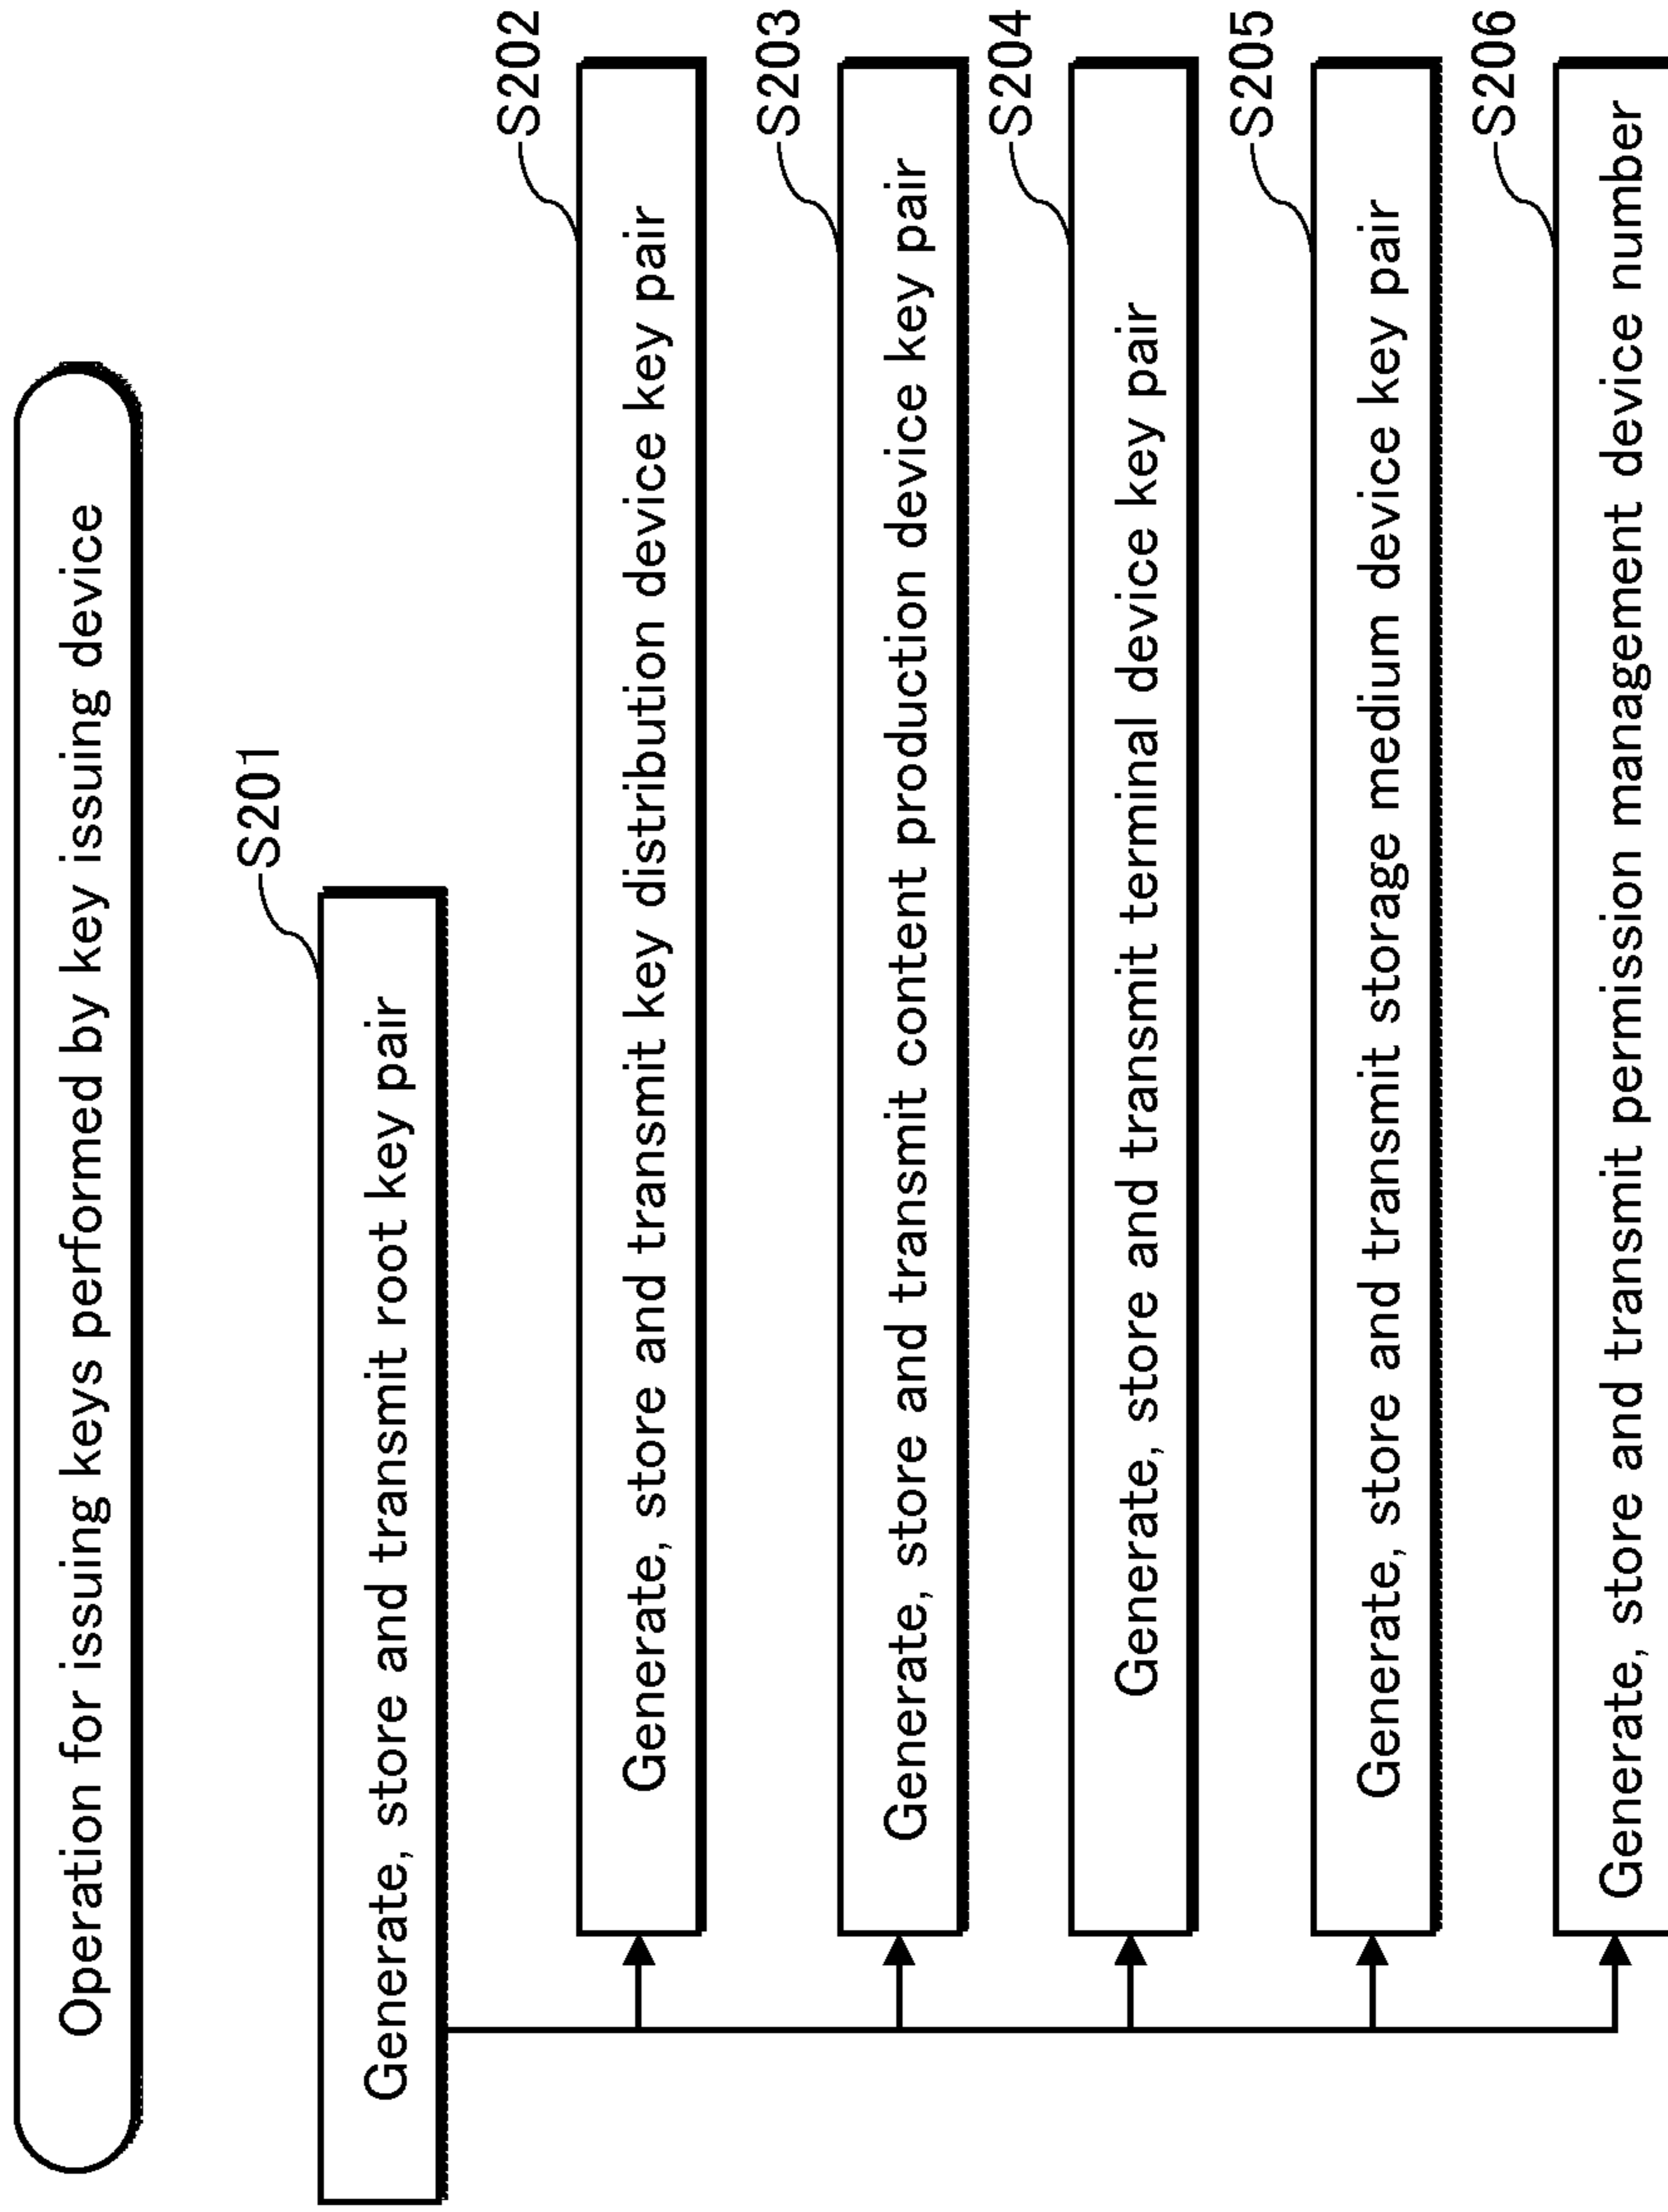 Operation for issuing keys performed by key issuing device
S201
Generate, store and transmit root key pair
S202
Generate, store and transmit key distribution device key pair
S203
Generate, store and transmit content production device key pair
S204
Generate, store and transmit terminal device key pair
S205
Generate, store and transmit storage medium device key pair
S206
Generate, store and transmit permission management device number